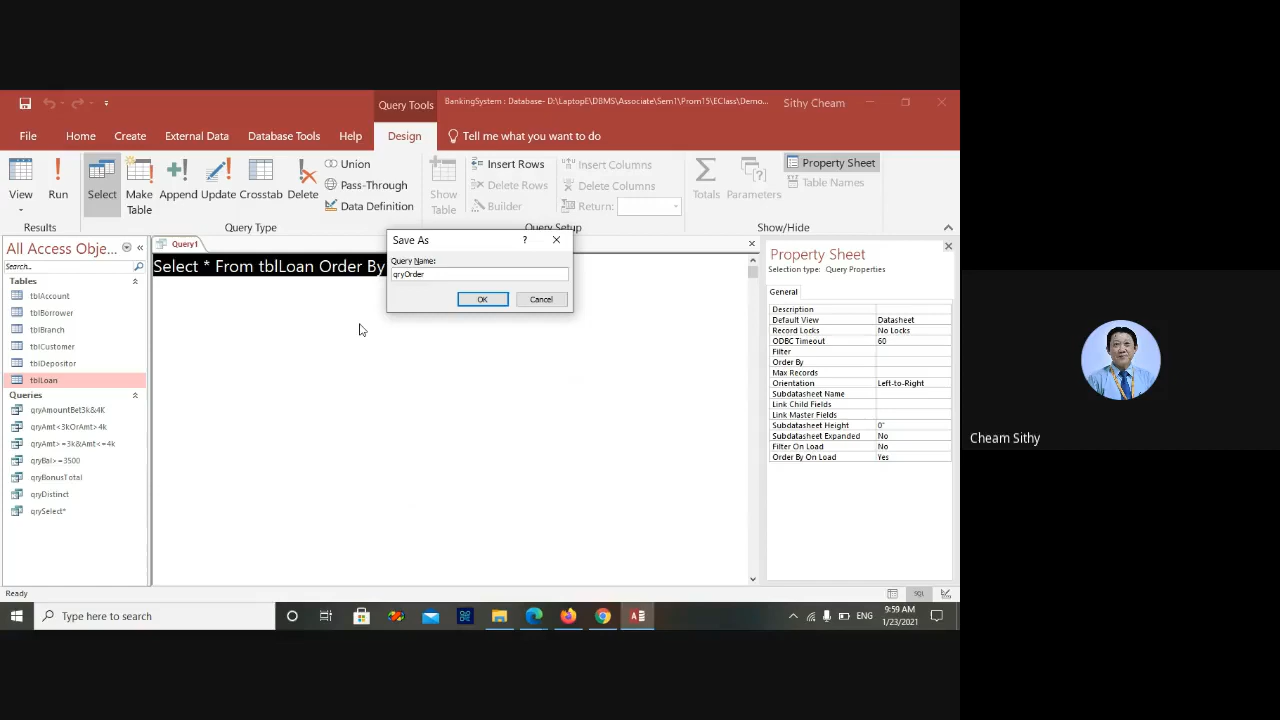 Query Tools
BankingSystem : Database- D:\LaptopE\DBMS\Associate\Sem1\Prom15\EClass\Demo...
Sithy Cheam
File Home Create External Data Database Tools Help Design Tell me what you want to do
View
Run
Select
Make Table
Append
Update
Crosstab
Delete
Union
Pass-Through
Data Definition
Show Table
Insert Rows
Delete Rows
Builder
Insert Columns
Delete Columns
Return:
Totals
Parameters
Property Sheet
Table Names
Results
Query Type
Query Setup
Show/Hide
All Access Obje...
Search...
Tables
tblAccount
tblBorrower
tblBranch
tblCustomer
tblDepositor
tblLoan
Queries
qryAmountBet3k&4K
qryAmt<3kOrAmt>4k
qryAmt>=3k&Amt<=4k
qryBal>=3500
qryBonusTotal
qryDistinct
qrySelect*
Query1
Select * From tblLoan Order By
Save As
?
Query Name:
qryOrder
OK
Cancel
Property Sheet
Selection type: Query Properties
General
Description
Default View Datasheet
Record Locks No Locks
ODBC Timeout 60
Filter
Order By
Max Records
Orientation Left-to-Right
Subdatasheet Name
Link Child Fields
Link Master Fields
Subdatasheet Height 0"
Subdatasheet Expanded No
Filter On Load No
Order By On Load Yes
Cheam Sithy
Ready
SQL
Type here to search
ENG
9:59 AM
1/23/2021